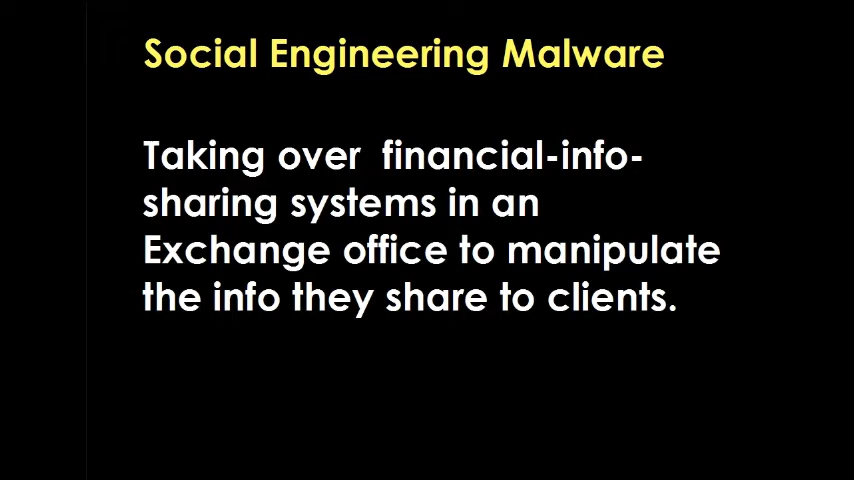 Social Engineering Malware
Taking over financial-info-
sharing systems in an
Exchange office to manipulate
the info they share to clients.